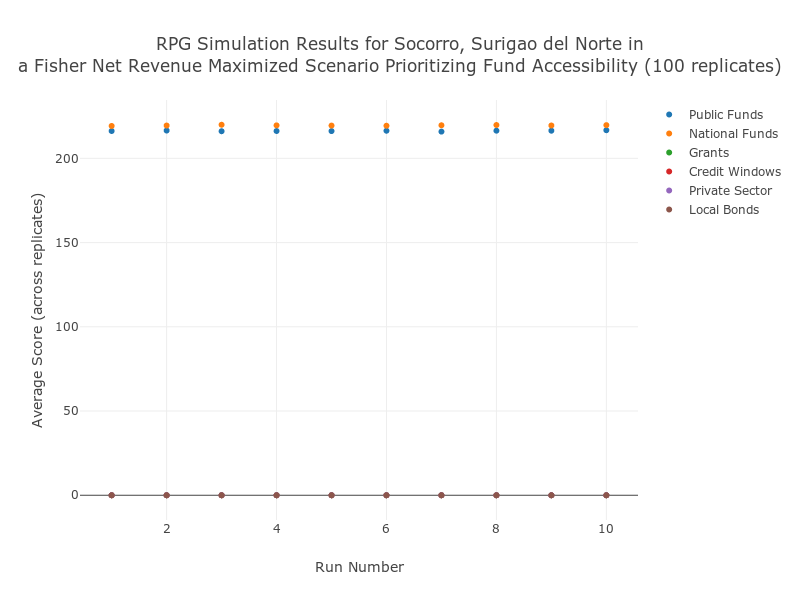 RPG Simulation Results for Socorro, Surigao del Norte in
a Fisher Net Revenue Maximized Scenario Prioritizing Fund Accessibility (100 replicates)
Public Funds
National Funds
Grants
Credit Windows
Private Sector
Local Bonds
Average Score (across replicates)
200
150
100
50
0
2
4
6
8
10
Run Number